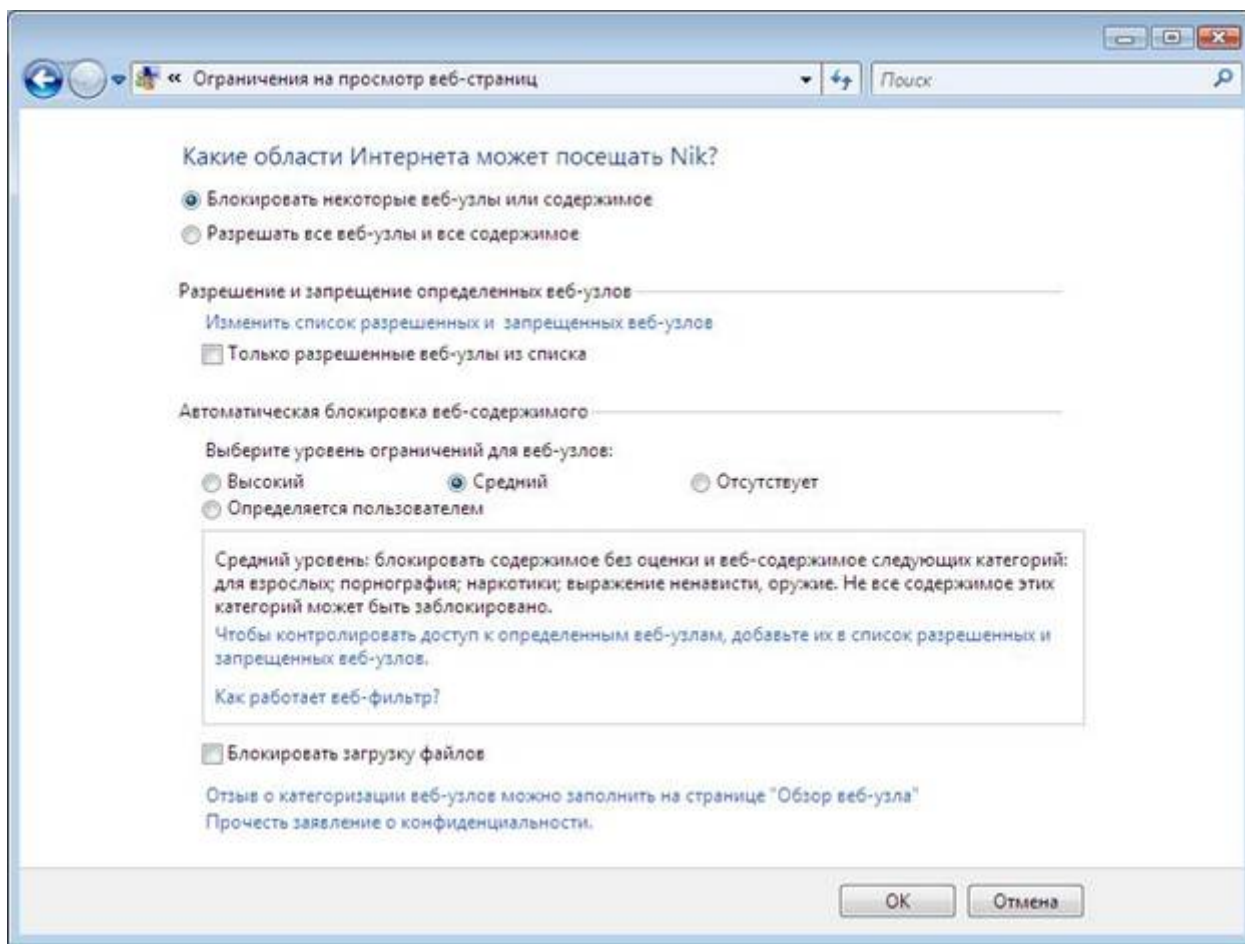 « Ограничения на просмотр веб-страниц
Поиск
Какие области Интернета может посещать Nik?
Блокировать некоторые веб-узлы или содержимое
Разрешать все веб-узлы и все содержимое
Разрешение и запрещение определенных веб-узлов
Изменить список разрешенных и запрещенных веб-узлов
Только разрешенные веб-узлы из списка
Автоматическая блокировка веб-содержимого
Выберите уровень ограничений для веб-узлов:
Высокий Средний Отсутствует
Определяется пользователем
Средний уровень: блокировать содержимое без оценки и веб-содержимое следующих категорий:
для взрослых; порнография; наркотики; выражение ненависти, оружие. Не все содержимое этих
категорий может быть заблокировано.
Чтобы контролировать доступ к определенным веб-узлам, добавьте их в список разрешенных и
запрещенных веб-узлов.
Как работает веб-фильтр?
Блокировать загрузку файлов
Отзыв о категоризации веб-узлов можно заполнить на странице "Обзор веб-узла"
Прочесть заявление о конфиденциальности.
ОК Отмена